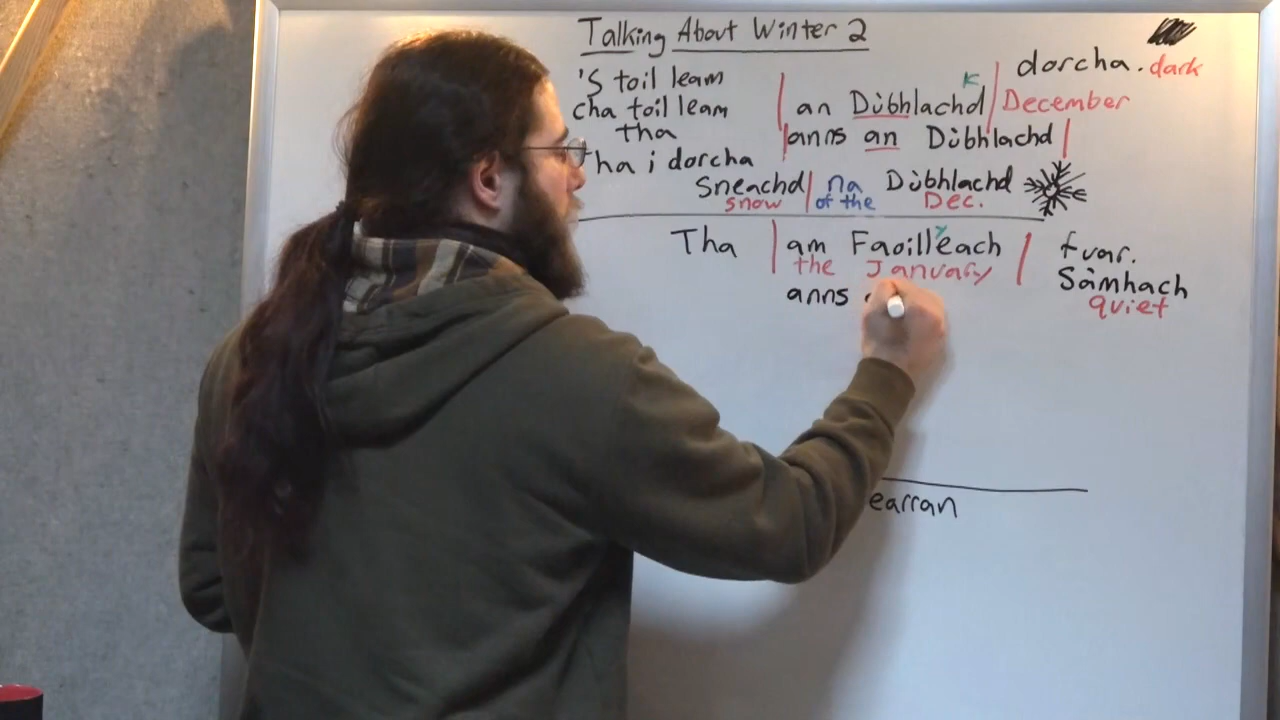 Talking About Winter 2
'S toil leam
cha toil leam
tha
ha i dorcha
k
an Dùbhlachd
dorcha. dark
December
anns an Dùbhlachd
Sneachd na Dùbhlachd
snow of the Dec.
Tha am Faoilleach fuar.
y
the January
Sàmhach
quiet
anns
earran